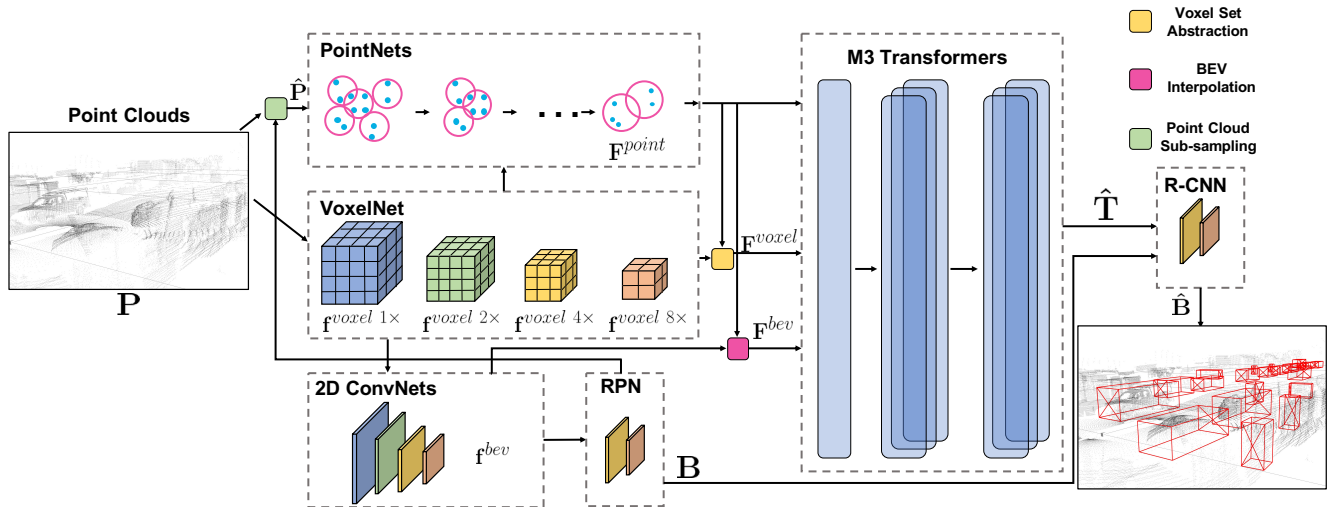 Point Clouds
P
P̂
PointNets
. . .
F^{point}
VoxelNet
f^{voxel 1×}
f^{voxel 2×}
f^{voxel 4×}
f^{voxel 8×}
2D ConvNets
f^{bev}
RPN
B
F^{voxel}
F^{bev}
M3 Transformers
T̂
Voxel Set
Abstraction
BEV
Interpolation
Point Cloud
Sub-sampling
R-CNN
B̂